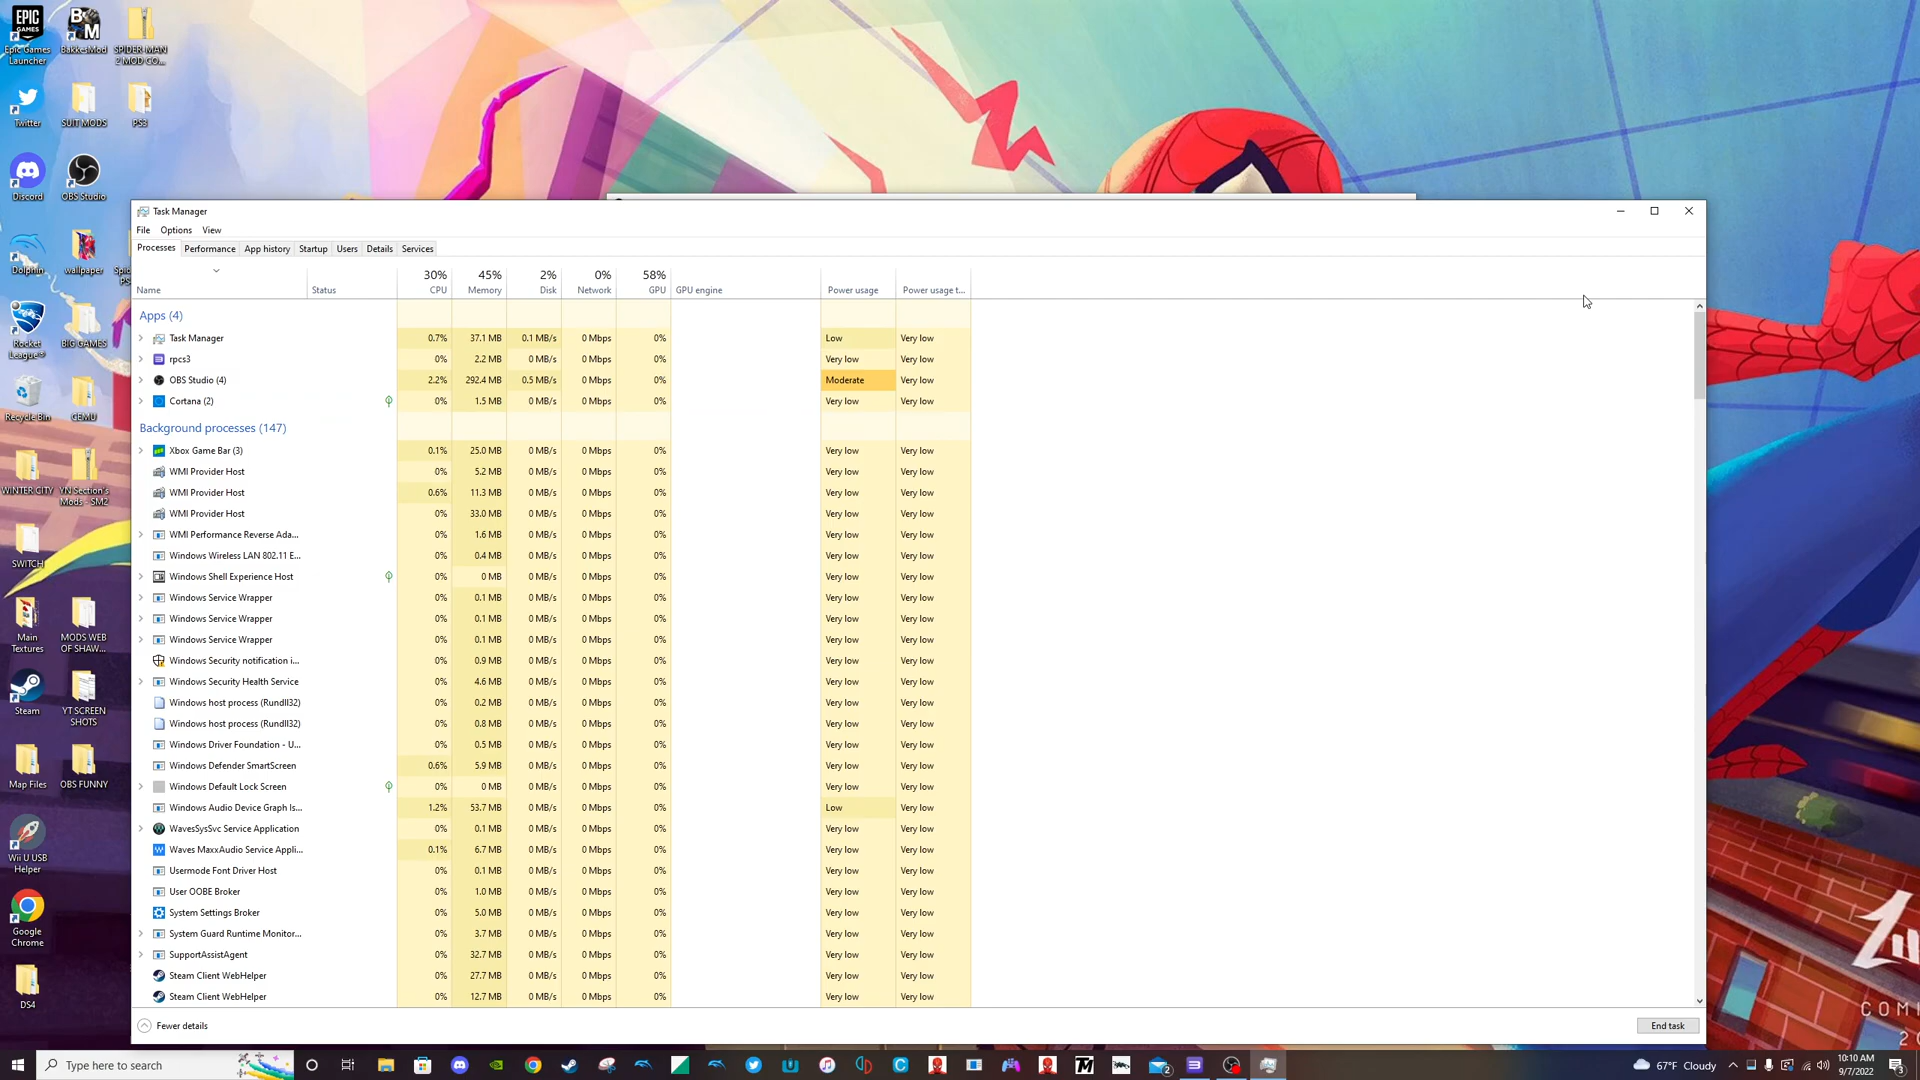 EPIC
GAMES
Epic Games
Launcher
BakkesMod
SPIDER-MAN
2 MOD CO...
Twitter
SUIT MODS
PS3
Discord
OBS Studio
Dolphin
wallpaper
Rocket
League®
BIG GAMES
Recycle Bin
CEMU
WINTER CITY
YN Section's
Mods - SM2
SWITCH
Main
Textures
MODS WEB
OF SHAW...
Steam
YT SCREEN
SHOTS
Map Files
OBS FUNNY
Wii U USB
Helper
Google
Chrome
DS4
Task Manager
File Options View
Processes Performance App history Startup Users Details Services
30% 45% 2% 0% 58%
Name Status CPU Memory Disk Network GPU GPU engine Power usage Power usage t...
Apps (4)
Task Manager 0.7% 37.1 MB 0.1 MB/s 0 Mbps 0% Low Very low
rpcs3 0% 2.2 MB 0 MB/s 0 Mbps 0% Very low Very low
OBS Studio (4) 2.2% 292.4 MB 0.5 MB/s 0 Mbps 0% Moderate Very low
Cortana (2) 0% 1.5 MB 0 MB/s 0 Mbps 0% Very low Very low
Background processes (147)
Xbox Game Bar (3) 0.1% 25.0 MB 0 MB/s 0 Mbps 0% Very low Very low
WMI Provider Host 0% 5.2 MB 0 MB/s 0 Mbps 0% Very low Very low
WMI Provider Host 0.6% 11.3 MB 0 MB/s 0 Mbps 0% Very low Very low
WMI Provider Host 0% 33.0 MB 0 MB/s 0 Mbps 0% Very low Very low
WMI Performance Reverse Ada... 0% 1.6 MB 0 MB/s 0 Mbps 0% Very low Very low
Windows Wireless LAN 802.11 E... 0% 0.4 MB 0 MB/s 0 Mbps 0% Very low Very low
Windows Shell Experience Host 0% 0 MB 0 MB/s 0 Mbps 0% Very low Very low
Windows Service Wrapper 0% 0.1 MB 0 MB/s 0 Mbps 0% Very low Very low
Windows Service Wrapper 0% 0.1 MB 0 MB/s 0 Mbps 0% Very low Very low
Windows Service Wrapper 0% 0.1 MB 0 MB/s 0 Mbps 0% Very low Very low
Windows Security notification i... 0% 0.9 MB 0 MB/s 0 Mbps 0% Very low Very low
Windows Security Health Service 0% 4.6 MB 0 MB/s 0 Mbps 0% Very low Very low
Windows host process (Rundll32) 0% 0.2 MB 0 MB/s 0 Mbps 0% Very low Very low
Windows host process (Rundll32) 0% 0.8 MB 0 MB/s 0 Mbps 0% Very low Very low
Windows Driver Foundation - U... 0% 0.5 MB 0 MB/s 0 Mbps 0% Very low Very low
Windows Defender SmartScreen 0.6% 5.9 MB 0 MB/s 0 Mbps 0% Very low Very low
Windows Default Lock Screen 0% 0 MB 0 MB/s 0 Mbps 0% Very low Very low
Windows Audio Device Graph Is... 1.2% 53.7 MB 0 MB/s 0 Mbps 0% Low Very low
WavesSysSvc Service Application 0% 0.1 MB 0 MB/s 0 Mbps 0% Very low Very low
Waves MaxxAudio Service Appli... 0.1% 6.7 MB 0 MB/s 0 Mbps 0% Very low Very low
Usermode Font Driver Host 0% 0.1 MB 0 MB/s 0 Mbps 0% Very low Very low
User OOBE Broker 0% 1.0 MB 0 MB/s 0 Mbps 0% Very low Very low
System Settings Broker 0% 5.0 MB 0 MB/s 0 Mbps 0% Very low Very low
System Guard Runtime Monitor... 0% 3.7 MB 0 MB/s 0 Mbps 0% Very low Very low
SupportAssistAgent 0% 32.7 MB 0 MB/s 0 Mbps 0% Very low Very low
Steam Client WebHelper 0% 27.7 MB 0 MB/s 0 Mbps 0% Very low Very low
Steam Client WebHelper 0% 12.7 MB 0 MB/s 0 Mbps 0% Very low Very low
Fewer details End task
COMI
20
Type here to search
67°F Cloudy
10:10 AM
9/7/2022